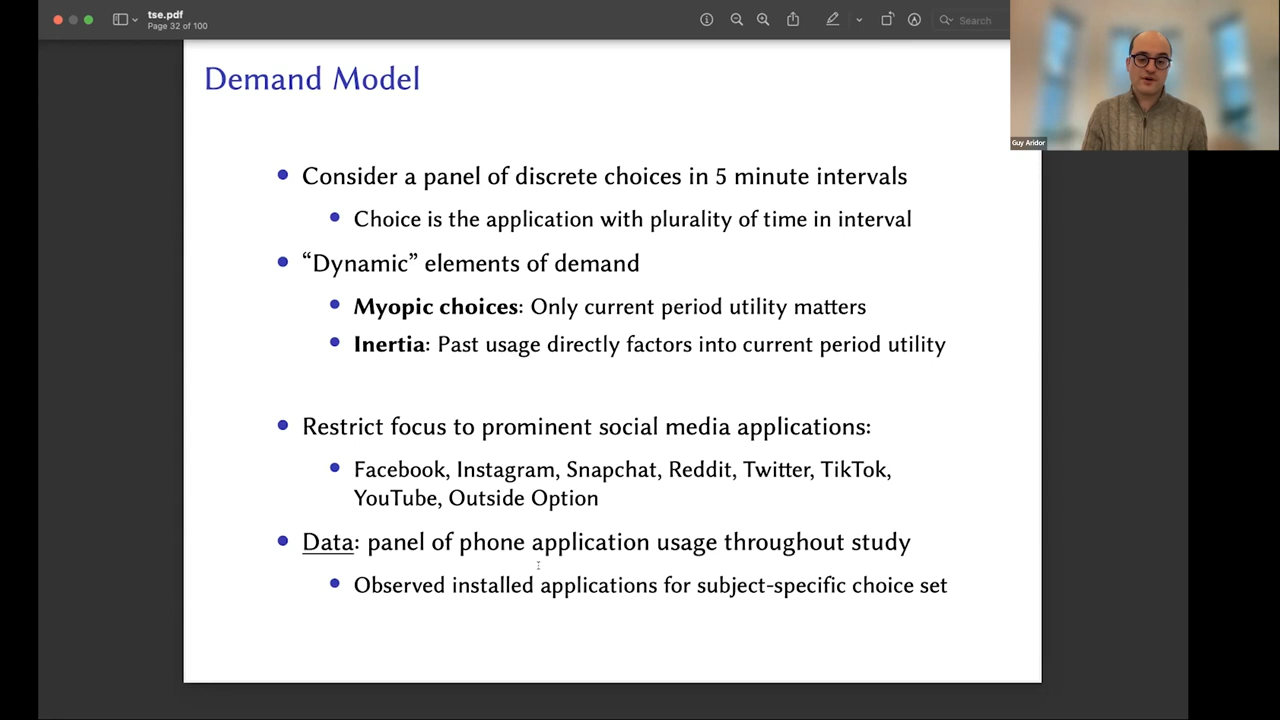 tse.pdf
Page 32 of 100
Search
Guy Aridor
Demand Model
Consider a panel of discrete choices in 5 minute intervals
Choice is the application with plurality of time in interval
“Dynamic” elements of demand
Myopic choices: Only current period utility matters
Inertia: Past usage directly factors into current period utility
Restrict focus to prominent social media applications:
Facebook, Instagram, Snapchat, Reddit, Twitter, TikTok,
YouTube, Outside Option
Data: panel of phone application usage throughout study
Observed installed applications for subject-specific choice set